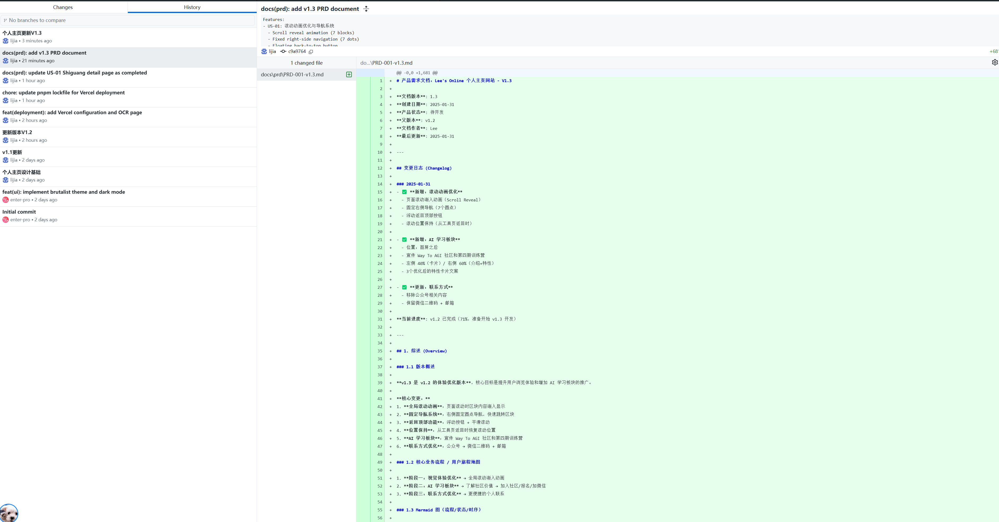 Changes
History
No branches to compare
个人主页更新V1.3
lijia • 3 minutes ago
docs(prd): add v1.3 PRD document
lijia • 21 minutes ago
docs(prd): update US-01 Shiguang detail page as completed
lijia • 1 hour ago
chore: update pnpm lockfile for Vercel deployment
lijia • 1 hour ago
feat(deployment): add Vercel configuration and OCR page
lijia • 2 hours ago
更新版本V1.2
lijia • 2 hours ago
v1.1更新
lijia • 2 days ago
个人主页设计基础
lijia • 2 days ago
feat(ui): implement brutalist theme and dark mode
enter-pro • 2 days ago
Initial commit
enter-pro • 2 days ago
docs(prd): add v1.3 PRD document
Features:
- US-01: 滚动动画优化与导航系统
- Scroll reveal animation (7 blocks)
- Fixed right-side navigation (7 dots)
- Floating back-to-top button
lijia c9a9764
+681
1 changed file
docs\prd\PRD-001-v1.3.md
do...\PRD-001-v1.3.md
@@ -0,0 +1,681 @@
1 + # 产品需求文档：Lee's Online 个人主页网站 - V1.3
2 +
3 + **文档版本**: 1.3
4 + **创建日期**: 2025-01-31
5 + **产品状态**: 待开发
6 + **父版本**: v1.2
7 + **文档作者**: Lee
8 + **最后更新**: 2025-01-31
9 +
10 + ---
11 +
12 + ## 变更日志 (Changelog)
13 +
14 + ### 2025-01-31
15 + - ✅ **新增：滚动动画优化**
16 + - 页面滚动渐入动画（Scroll Reveal）
17 + - 固定右侧导航（7个圆点）
18 + - 浮动返回顶部按钮
19 + - 滚动位置保持（从工具页返回时）
20 +
21 + - ✅ **新增：AI 学习板块**
22 + - 位置：首屏之后
23 + - 宣传 Way To AGI 社区和第四期训练营
24 + - 左侧 40%（卡片）/ 右侧 60%（介绍+特性）
25 + - 3个优化后的特性卡片文案
26 +
27 + - ✅ **更新：联系方式**
28 + - 移除公众号相关内容
29 + - 保留微信二维码 + 邮箱
30 +
31 + **当前进度**: v1.2 已完成（71%，准备开始 v1.3 开发）
32 +
33 + ---
34 +
35 + ## 1. 综述 (Overview)
36 +
37 + ### 1.1 版本概述
38 +
39 + **v1.3 是 v1.2 的体验优化版本**，核心目标是提升用户浏览体验和增加 AI 学习板块的推广。
40 +
41 + **核心变更：**
42 + 1. **全局滚动动画**：页面滚动时区块内容渐入显示
43 + 2. **固定导航系统**：右侧固定圆点导航，快速跳转区块
44 + 3. **返回顶部功能**：浮动按钮 + 平滑滚动
45 + 4. **位置保持**：从工具页返回时恢复滚动位置
46 + 5. **AI 学习板块**：宣传 Way To AGI 社区和第四期训练营
47 + 6. **联系方式优化**：公众号 → 微信二维码 + 邮箱
48 +
49 + ### 1.2 核心业务流程 / 用户旅程地图
50 +
51 + 1. **阶段一：视觉体验优化** → 全局滚动渐入动画
52 + 2. **阶段二：AI 学习板块** → 了解社区价值 → 加入社区/报名/加微信
53 + 3. **阶段三：联系方式优化** → 更便捷的个人联系
54 +
55 + ### 1.3 Mermaid 图（流程/状态/时序）
56 +